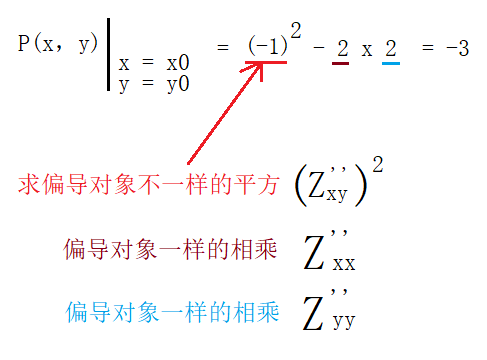 P(x, y)|x = x0 y = y0 = (-1)² - 2 x 2 = -3
求偏导对象不一样的平方 (Z''xy)²
偏导对象一样的相乘 Z''xx
偏导对象一样的相乘 Z''yy